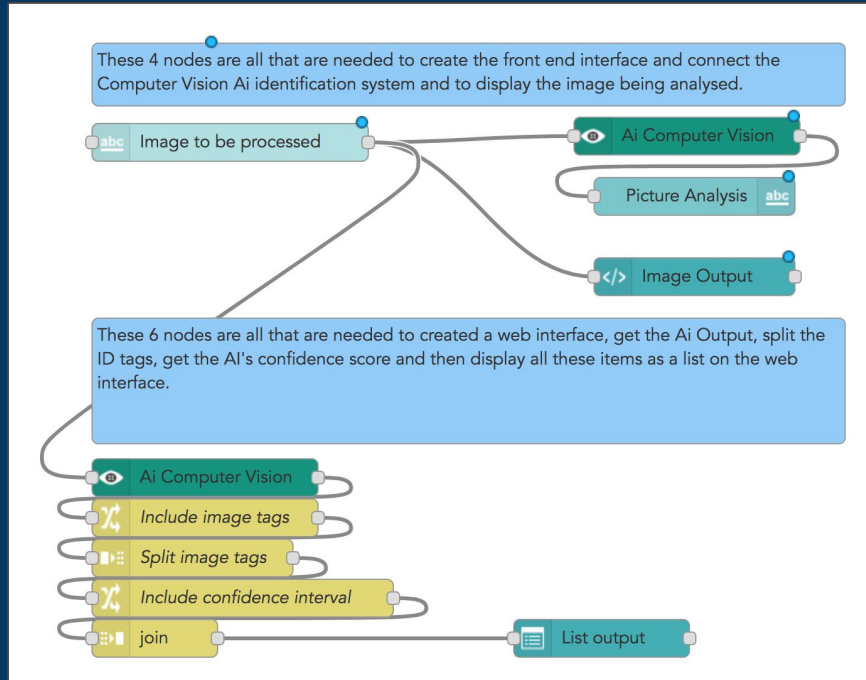 These 4 nodes are all that are needed to create the front end interface and connect the
Computer Vision Ai identification system and to display the image being analysed.
abc Image to be processed
Ai Computer Vision
Picture Analysis abc
</> Image Output
These 6 nodes are all that are needed to created a web interface, get the Ai Output, split the
ID tags, get the AI's confidence score and then display all these items as a list on the web
interface.
Ai Computer Vision
Include image tags
Split image tags
Include confidence interval
join
List output